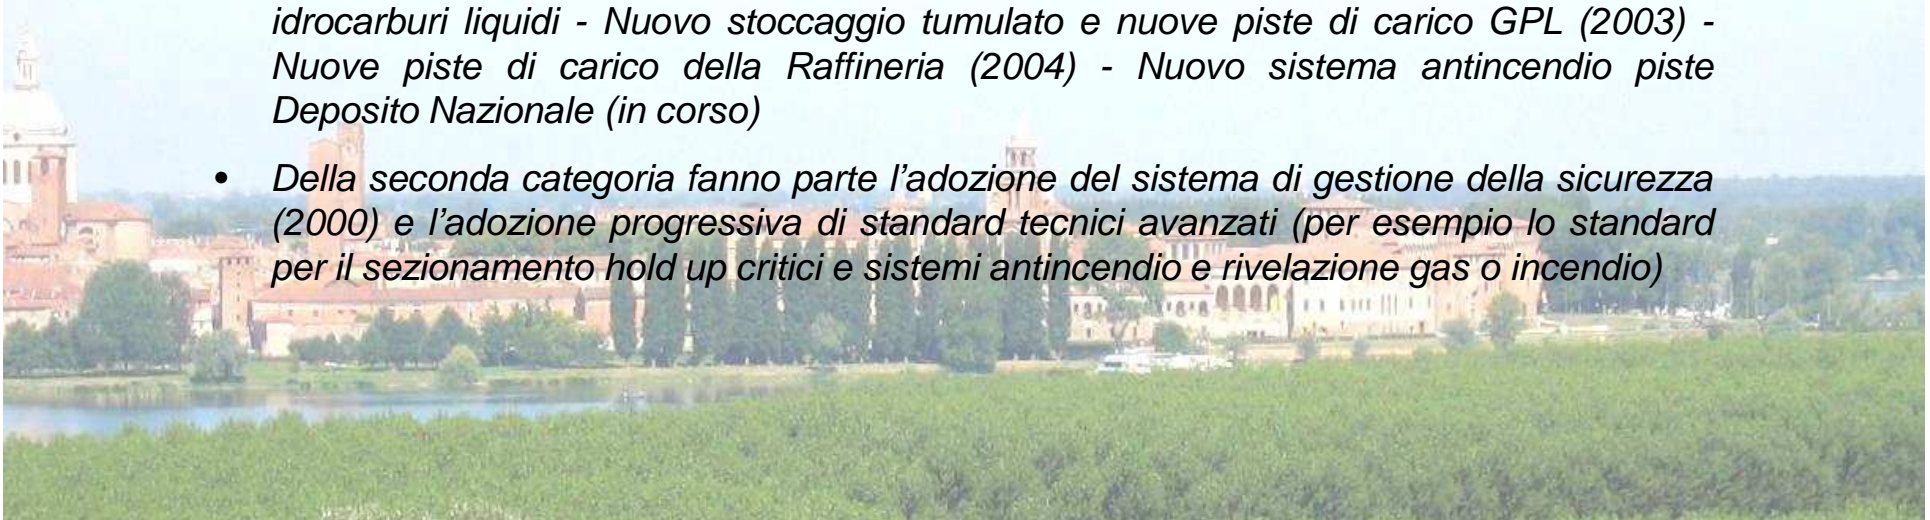 idrocarburi liquidi - Nuovo stoccaggio tumulato e nuove piste di carico GPL (2003) -
Nuove piste di carico della Raffineria (2004) - Nuovo sistema antincendio piste
Deposito Nazionale (in corso)
• Della seconda categoria fanno parte l'adozione del sistema di gestione della sicurezza
(2000) e l'adozione progressiva di standard tecnici avanzati (per esempio lo standard
per il sezionamento hold up critici e sistemi antincendio e rivelazione gas o incendio)